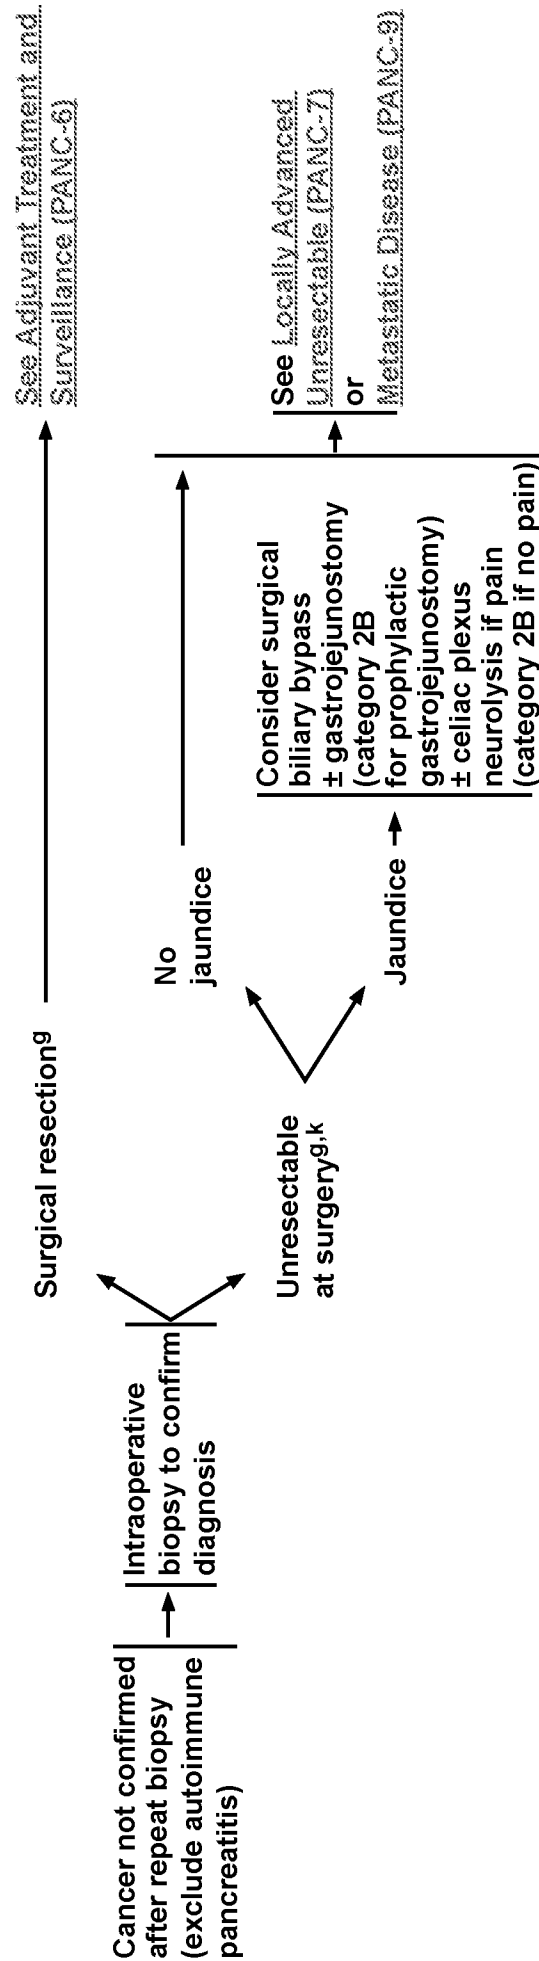 Cancer not confirmed
after repeat biopsy
(exclude autoimmune
pancreatitis)
Intraoperative
biopsy to confirm
diagnosis
Surgical resectiong
See Adjuvant Treatment and
Surveillance (PANC-6)
Unresectable
at surgeryg,k
No
jaundice
Jaundice
Consider surgical
biliary bypass
± gastrojejunostomy
(category 2B
for prophylactic
gastrojejunostomy)
± celiac plexus
neurolysis if pain
(category 2B if no pain)
See Locally Advanced
Unresectable (PANC-7)
or
Metastatic Disease (PANC-9)